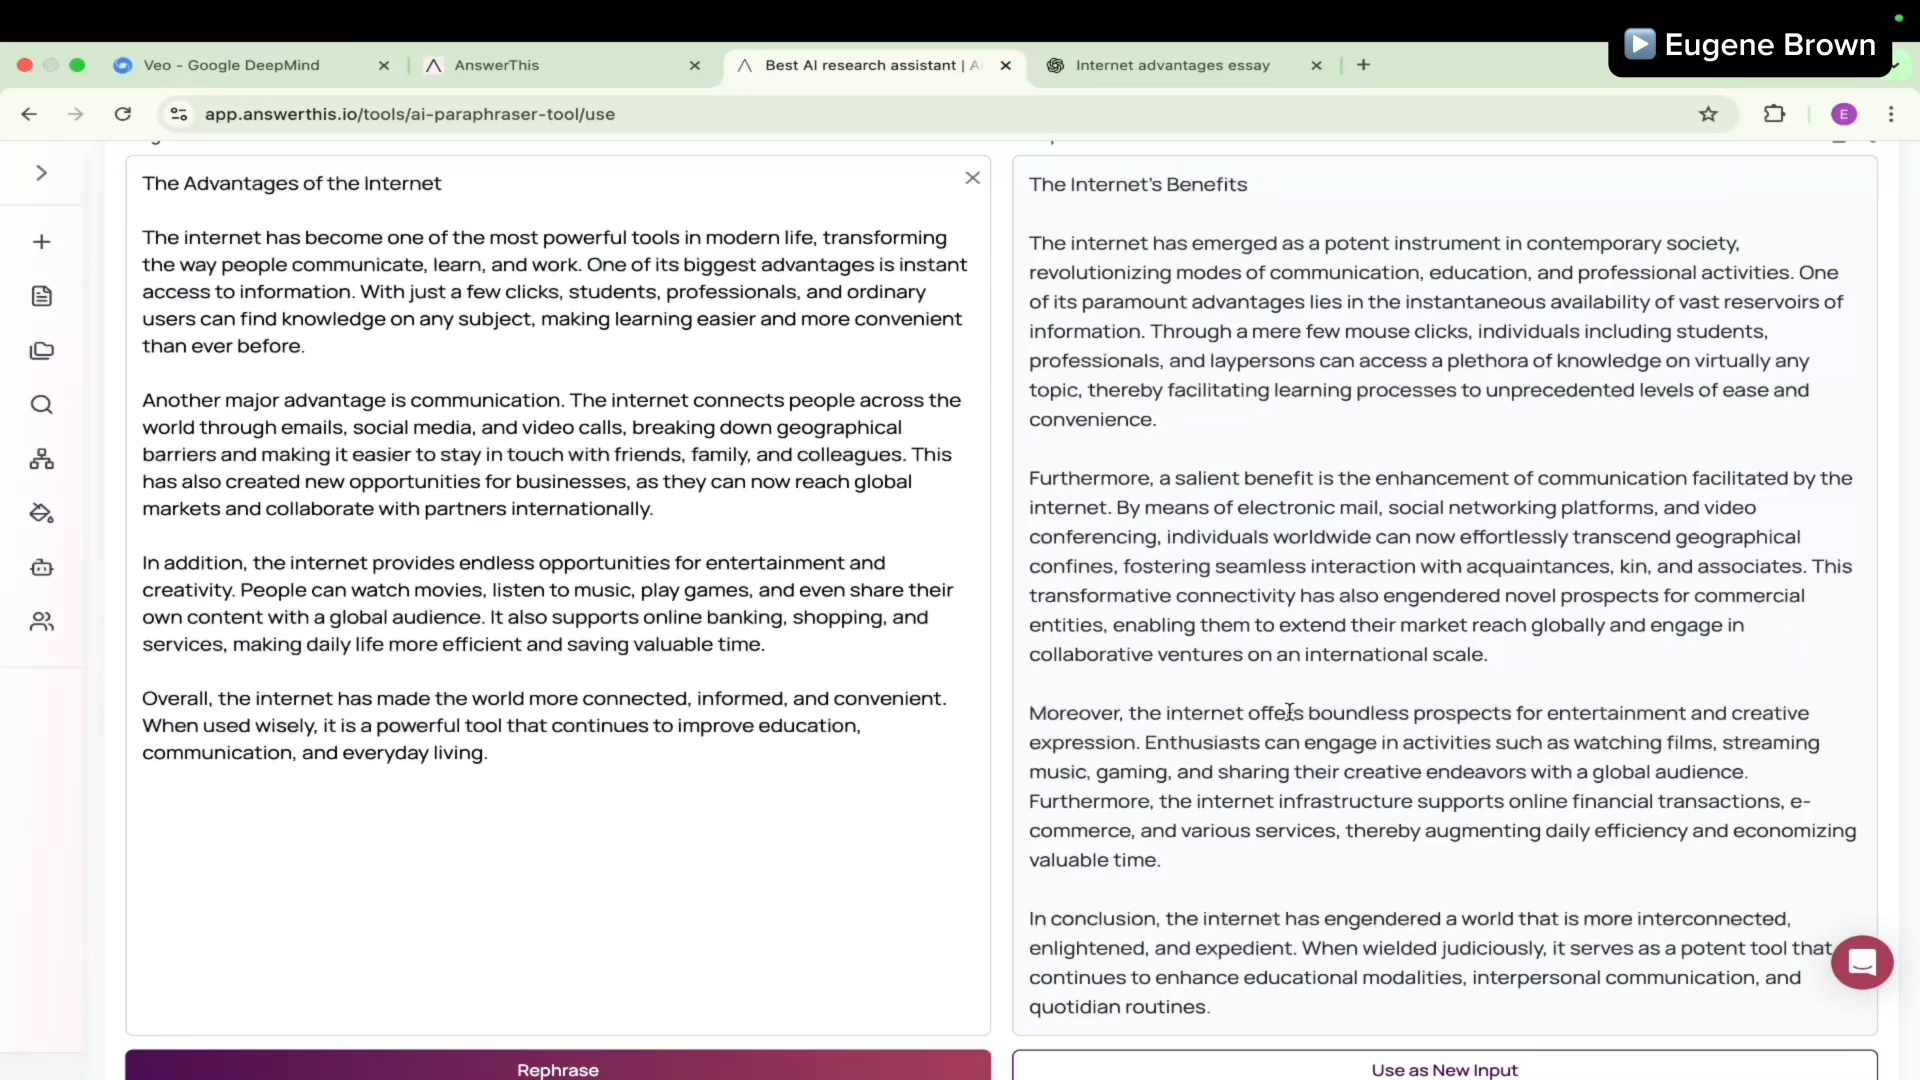 Eugene Brown
Veo - Google DeepMind
AnswerThis
Best AI research assistant | A
Internet advantages essay
app.answerthis.io/tools/ai-paraphraser-tool/use
E
The Advantages of the Internet
The internet has become one of the most powerful tools in modern life, transforming
the way people communicate, learn, and work. One of its biggest advantages is instant
access to information. With just a few clicks, students, professionals, and ordinary
users can find knowledge on any subject, making learning easier and more convenient
than ever before.
Another major advantage is communication. The internet connects people across the
world through emails, social media, and video calls, breaking down geographical
barriers and making it easier to stay in touch with friends, family, and colleagues. This
has also created new opportunities for businesses, as they can now reach global
markets and collaborate with partners internationally.
In addition, the internet provides endless opportunities for entertainment and
creativity. People can watch movies, listen to music, play games, and even share their
own content with a global audience. It also supports online banking, shopping, and
services, making daily life more efficient and saving valuable time.
Overall, the internet has made the world more connected, informed, and convenient.
When used wisely, it is a powerful tool that continues to improve education,
communication, and everyday living.
Rephrase
The Internet's Benefits
The internet has emerged as a potent instrument in contemporary society,
revolutionizing modes of communication, education, and professional activities. One
of its paramount advantages lies in the instantaneous availability of vast reservoirs of
information. Through a mere few mouse clicks, individuals including students,
professionals, and laypersons can access a plethora of knowledge on virtually any
topic, thereby facilitating learning processes to unprecedented levels of ease and
convenience.
Furthermore, a salient benefit is the enhancement of communication facilitated by the
internet. By means of electronic mail, social networking platforms, and video
conferencing, individuals worldwide can now effortlessly transcend geographical
confines, fostering seamless interaction with acquaintances, kin, and associates. This
transformative connectivity has also engendered novel prospects for commercial
entities, enabling them to extend their market reach globally and engage in
collaborative ventures on an international scale.
Moreover, the internet offers boundless prospects for entertainment and creative
expression. Enthusiasts can engage in activities such as watching films, streaming
music, gaming, and sharing their creative endeavors with a global audience.
Furthermore, the internet infrastructure supports online financial transactions, e-
commerce, and various services, thereby augmenting daily efficiency and economizing
valuable time.
In conclusion, the internet has engendered a world that is more interconnected,
enlightened, and expedient. When wielded judiciously, it serves as a potent tool that
continues to enhance educational modalities, interpersonal communication, and
quotidian routines.
Use as New Input